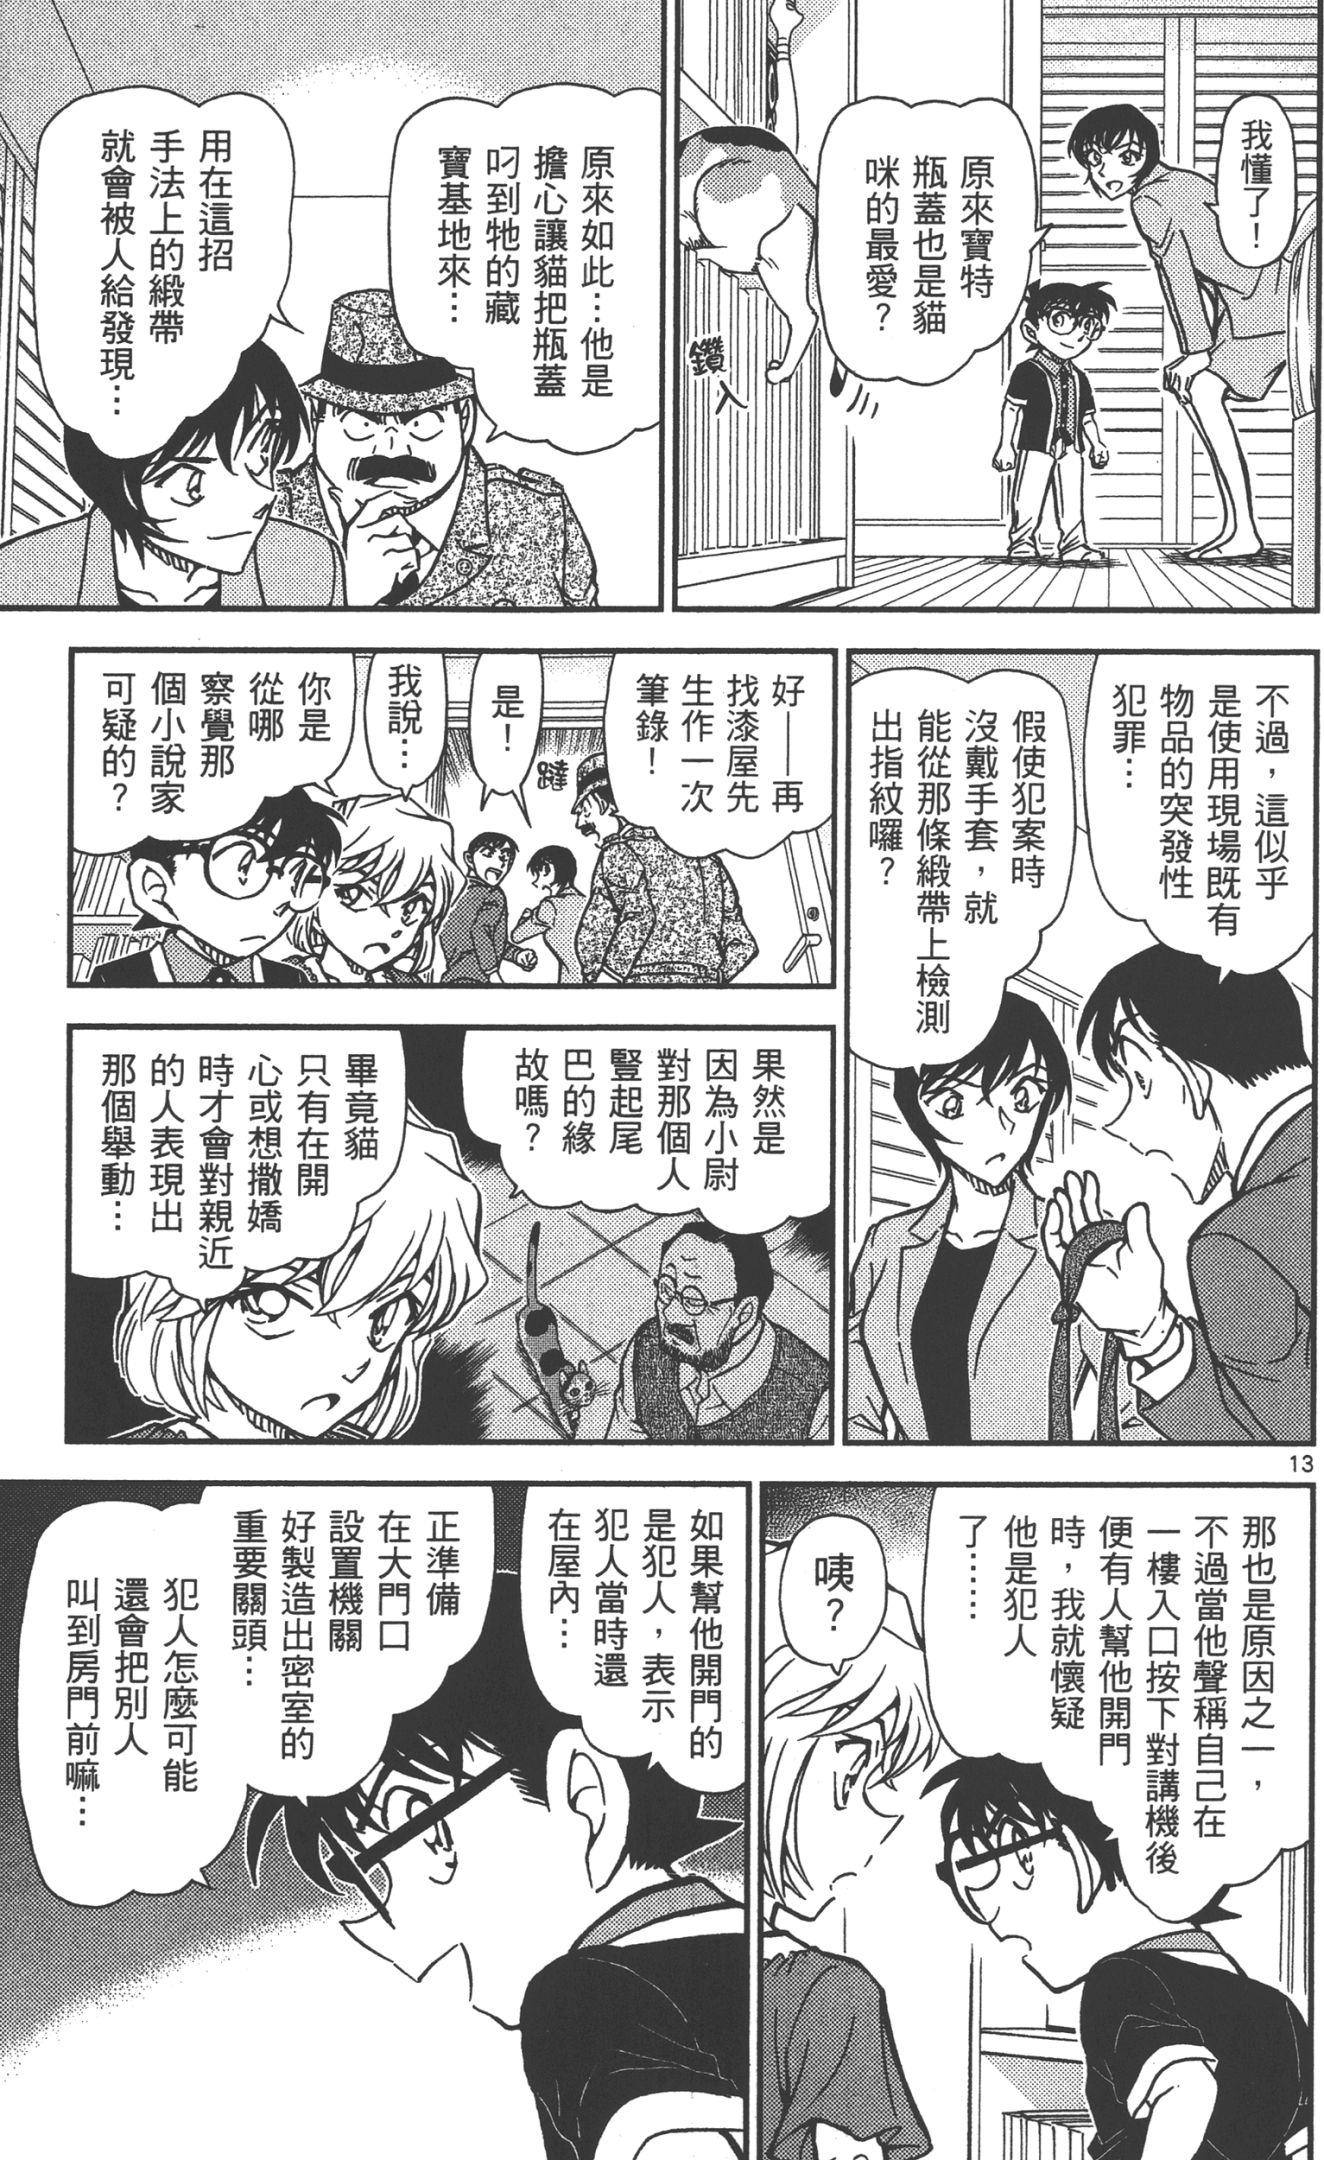 我懂了！
原來寶特
瓶蓋也是貓
咪的最愛？
鑽
入
原來如此…他是
擔心讓貓把瓶蓋
叼到牠的藏
寶基地來…
用在這招
手法上的緞帶
就會被人給發現…
不過，這似乎
是使用現場既有
物品的突發性
犯罪…
假使犯案時
沒戴手套，就
能從那條緞帶上檢測
出指紋囉？
好——再
找漆屋先
生作一次
筆錄！
躂
是！
我說…
你是
從哪
察覺那
個小說家
可疑的？
果然是
因為小尉
對那個人
豎起尾
巴的緣
故嗎？
畢竟貓
只有在開
心或想撒嬌
時才會對親近
的人表現出
那個舉動…
13
那也是原因之一，
不過當他聲稱自己在
一樓入口按下對講機後
便有人幫他開門
時，我就懷疑
他是犯人
了……
咦？
如果幫他開門的
是犯人，表示
犯人當時還
在屋內…
正準備
在大門口
設置機關
好製造出密室的
重要關頭…
犯人怎麼可能
還會把別人
叫到房門前嘛…